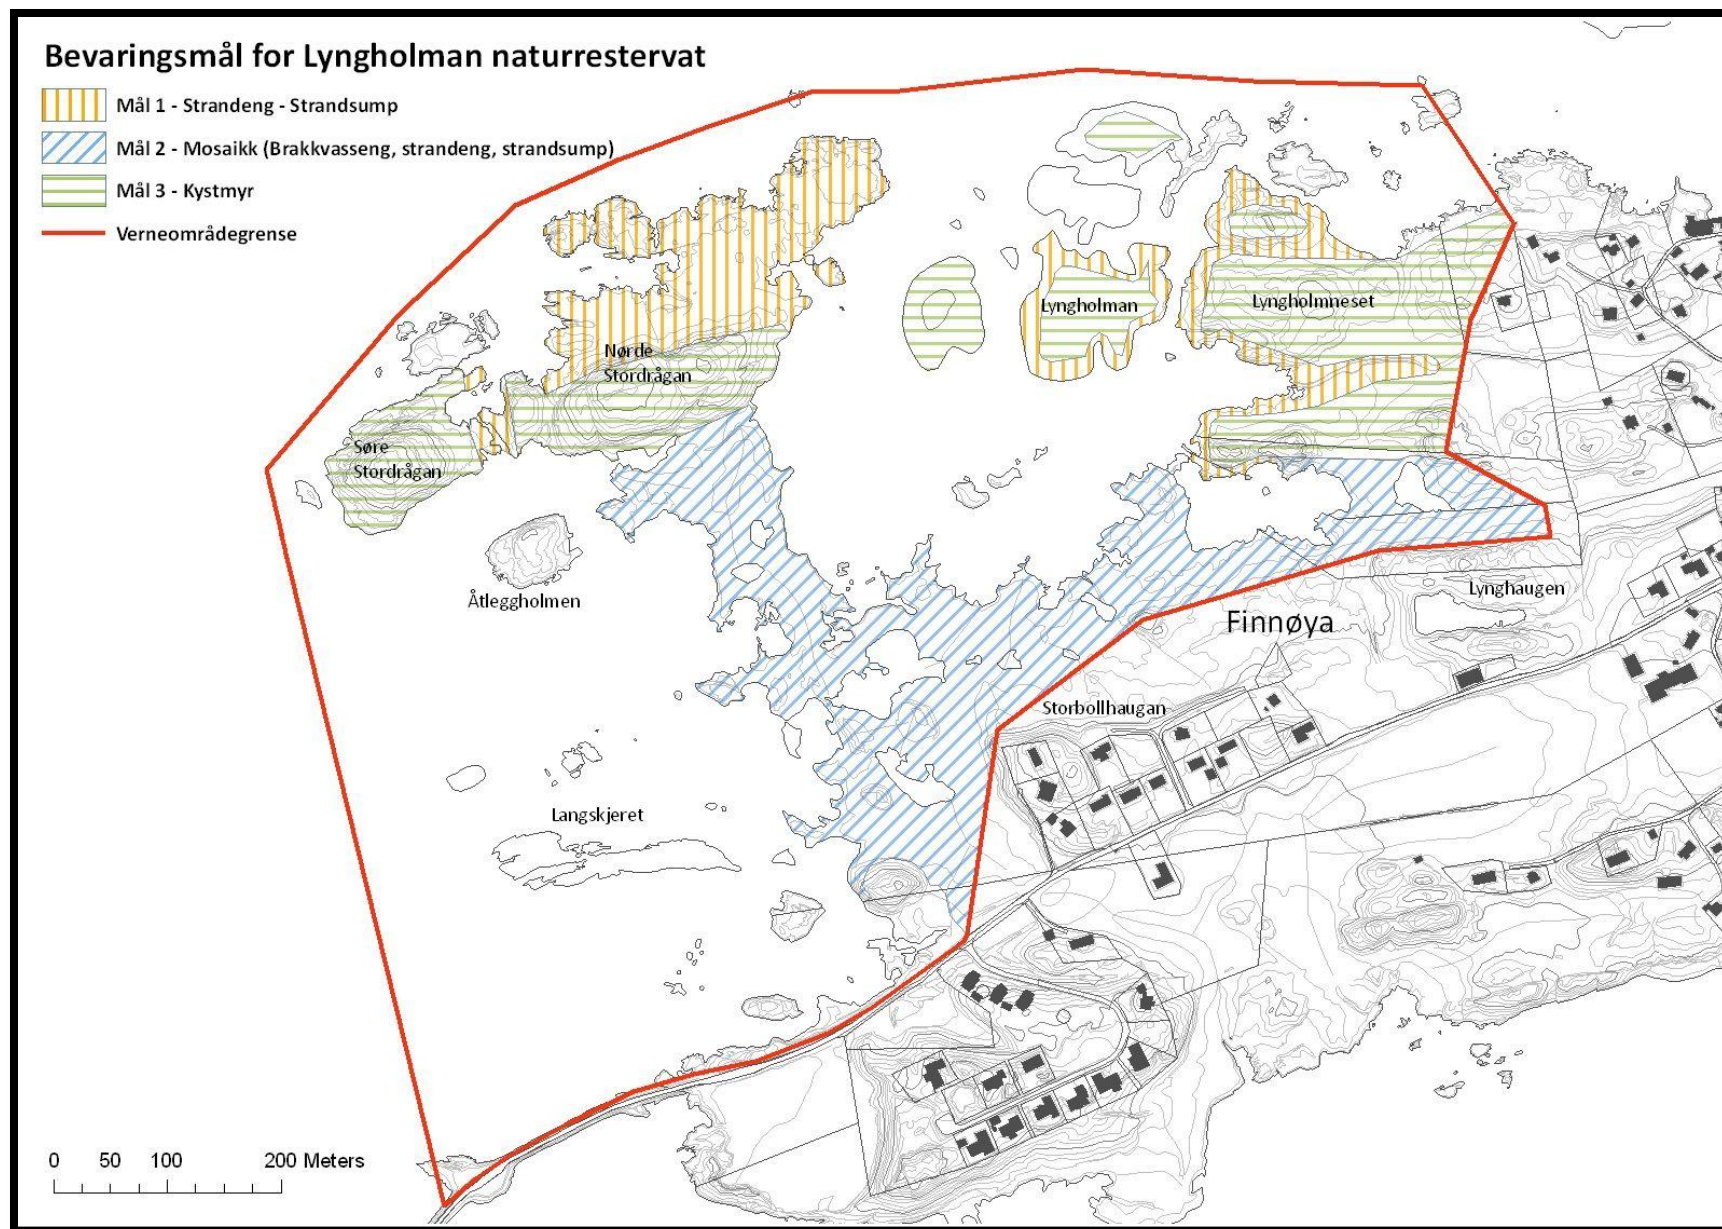 Bevaringsmål for Lyngholman naturrestervat
Mål 1 - Strandeng - Strandsump
Mål 2 - Mosaikk (Brakkvasseng, strandeng, strandsump)
Mål 3 - Kystmyr
Verneområdegrense
Lyngholman
Lyngholmneset
Nørde
Stordrågan
Søre
Stordrågan
Åtleggholmen
Lynghaugen
Finnøya
Storbollhaugan
Langskjeret
0 50 100 200 Meters